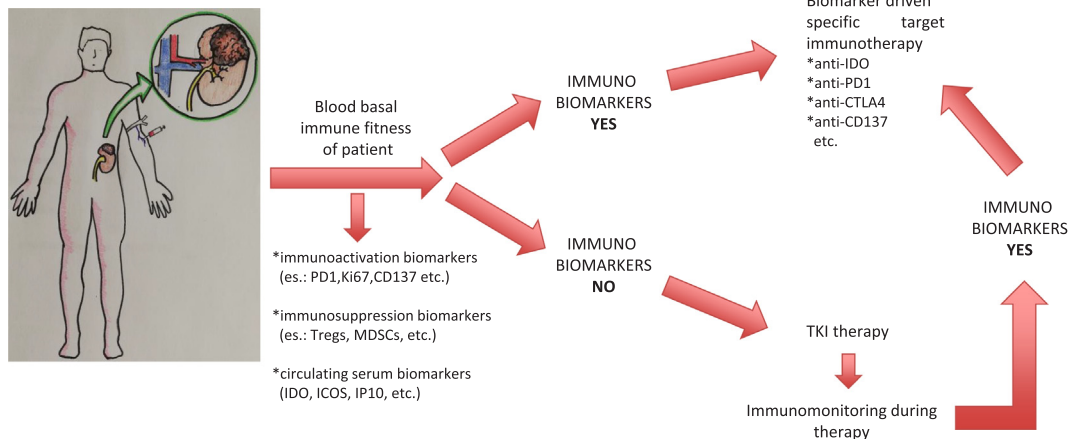 Blood basal
immune fitness
of patient
*immunoactivation biomarkers
(es.: PD1,Ki67,CD137 etc.)
*immunosuppression biomarkers
(es.: Tregs, MDSCs, etc.)
*circulating serum biomarkers
(IDO, ICOS, IP10, etc.)
IMMUNO
BIOMARKERS
YES
IMMUNO
BIOMARKERS
NO
Biomarker driven
specific target
immunotherapy
*anti-IDO
*anti-PD1
*anti-CTLA4
*anti-CD137
etc.
TKI therapy
Immunomonitoring during
therapy
IMMUNO
BIOMARKERS
YES